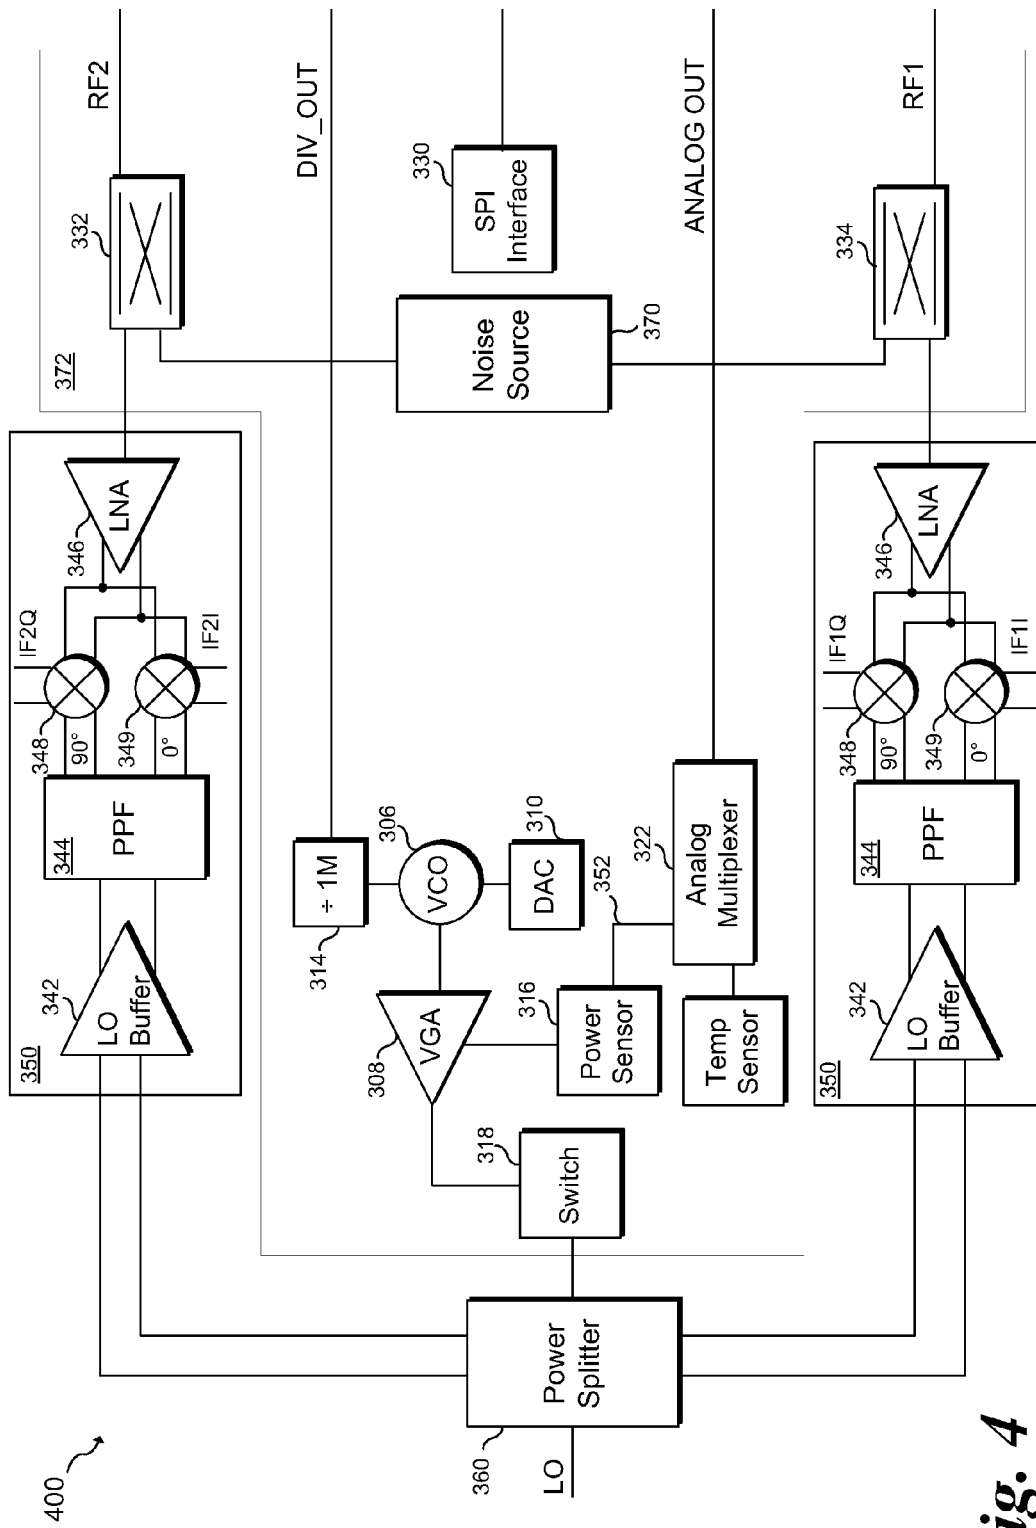 400
350
342
LO
Buffer
344
PPF
348
90°
349
0°
IF2Q
IF2I
346
LNA
372
332
RF2
314
÷ 1M
DIV_OUT
308
VGA
306
VCO
310
DAC
318
Switch
316
Power
Sensor
352
360
Power
Splitter
LO
Temp
Sensor
322
Analog
Multiplexer
Noise
Source
370
330
SPI
Interface
ANALOG OUT
350
342
LO
Buffer
344
PPF
348
90°
349
0°
IF1Q
IF1I
346
LNA
334
RF1
ig. 4